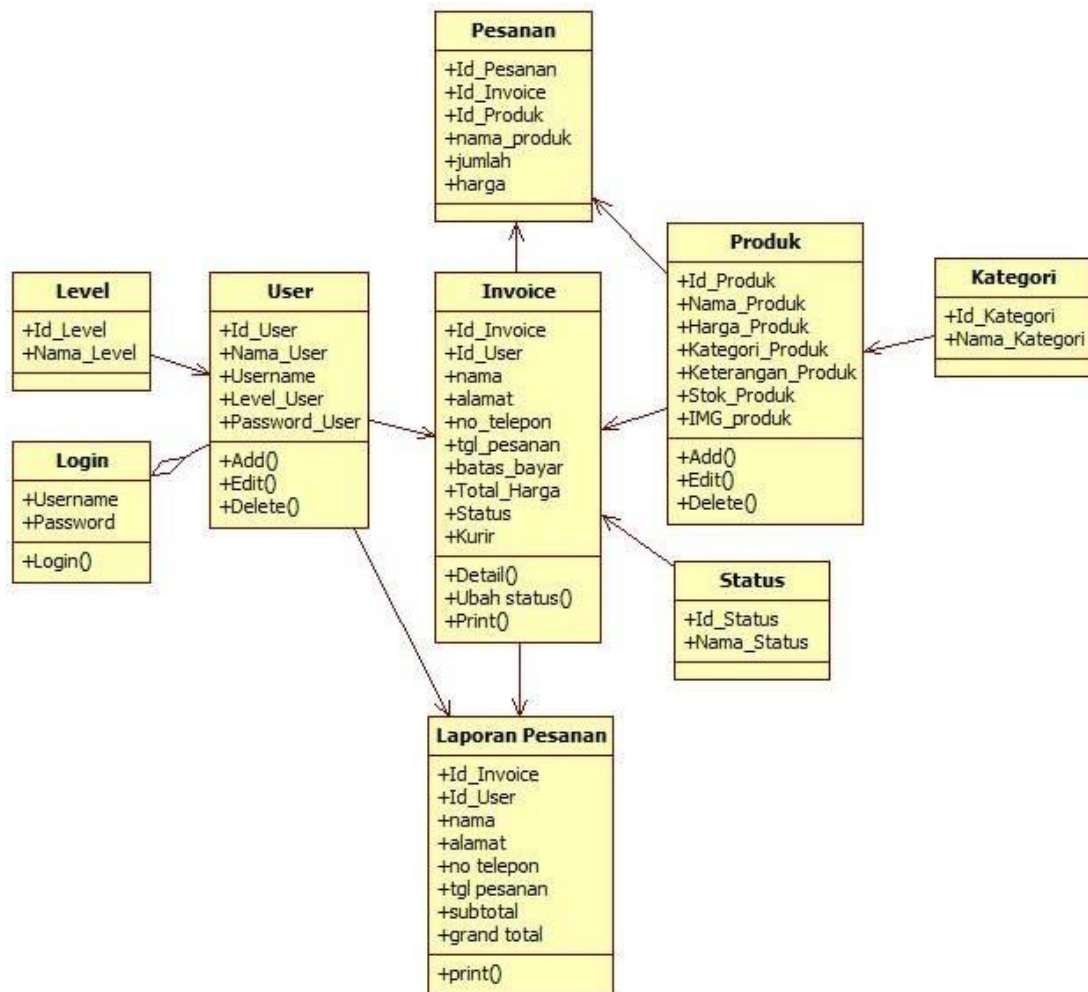 Pesanan
+Id_Pesanan
+Id_Invoice
+Id_Produk
+nama_produk
+jumlah
+harga
Level
+Id_Level
+Nama_Level
User
+Id_User
+Nama_User
+Username
+Level_User
+Password_User
+Add()
+Edit()
+Delete()
Invoice
+Id_Invoice
+Id_User
+nama
+alamat
+no_telepon
+tgl_pesanan
+batas_bayar
+Total_Harga
+Status
+Kurir
+Detail()
+Ubah status()
+Print()
Produk
+Id_Produk
+Nama_Produk
+Harga_Produk
+Kategori_Produk
+Keterangan_Produk
+Stok_Produk
+IMG_produk
+Add()
+Edit()
+Delete()
Kategori
+Id_Kategori
+Nama_Kategori
Login
+Username
+Password
+Login()
Status
+Id_Status
+Nama_Status
Laporan Pesanan
+Id_Invoice
+Id_User
+nama
+alamat
+no telepon
+tgl pesanan
+subtotal
+grand total
+print()